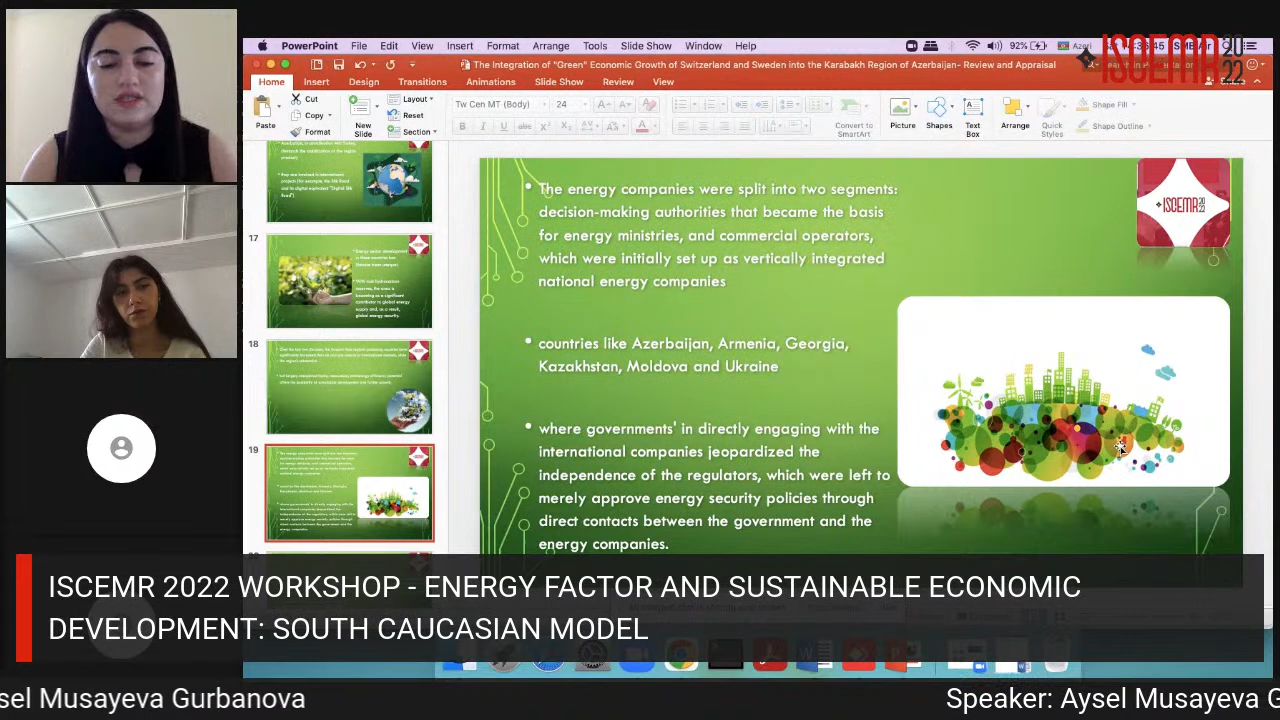 PowerPoint File Edit View Insert Format Arrange Tools Slide Show Window Help
92% Azeri
ISCEMR 20 22
The Integration of "Green" Economic Growth of Switzerland and Sweden into the Karabakh Region of Azerbaijan- Review and Appraisal
Home Insert Design Transitions Animations Slide Show Review View
Paste
Cut
Copy
Format
New Slide
Layout
Reset
Section
Tw Cen MT (Body) 24
Convert to SmartArt
Picture
Shapes
Text Box
Arrange
Quick Styles
Shape Fill
Shape Outline
17
18
19
• The energy companies were split into two segments:
decision-making authorities that became the basis
for energy ministries, and commercial operators,
which were initially set up as vertically integrated
national energy companies
• countries like Azerbaijan, Armenia, Georgia,
Kazakhstan, Moldova and Ukraine
• where governments' in directly engaging with the
international companies jeopardized the
independence of the regulators, which were left to
merely approve energy security policies through
direct contacts between the government and the
energy companies.
ISCEMR
ISCEMR 2022 WORKSHOP - ENERGY FACTOR AND SUSTAINABLE ECONOMIC
DEVELOPMENT: SOUTH CAUCASIAN MODEL
sel Musayeva Gurbanova
Speaker: Aysel Musayeva G